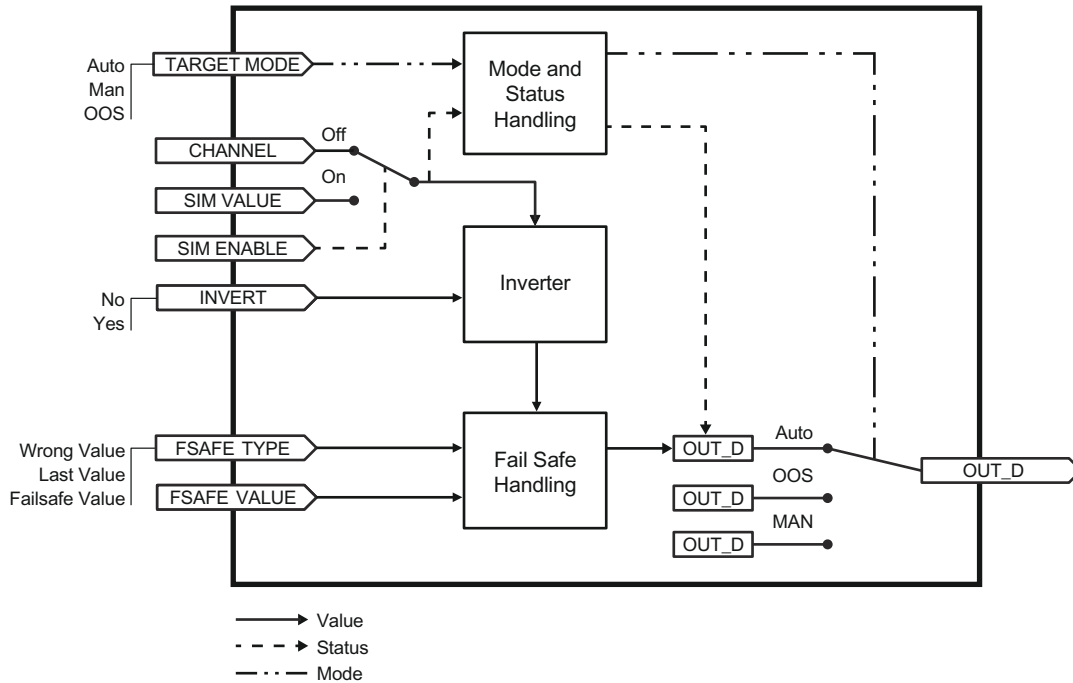 Auto
Man
OOS
TARGET MODE
Mode and
Status
Handling
CHANNEL
Off
On
SIM VALUE
SIM ENABLE
No
Yes
INVERT
Inverter
Wrong Value
Last Value
Failsafe Value
FSAFE TYPE
FSAFE VALUE
Fail Safe
Handling
OUT_D
Auto
OOS
OUT_D
MAN
OUT_D
OUT_D
Value
Status
Mode